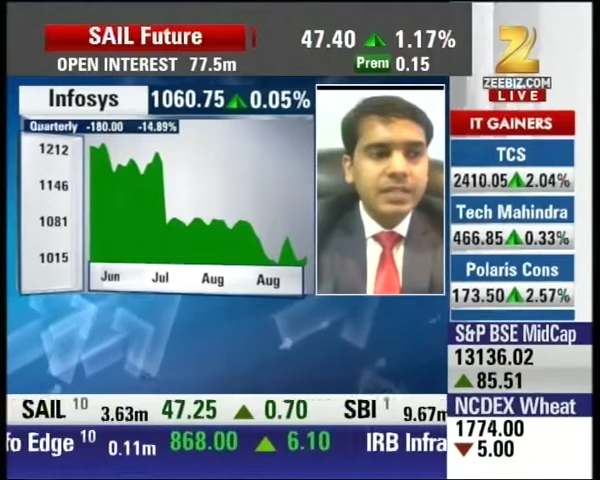 SAIL Future
47.40 1.17%
OPEN INTEREST 77.5m
Prem 0.15
Z
ZEEBIZ.COM
LIVE
Infosys 1060.75 0.05%
Quarterly -180.00 -14.89%
1212
1146
1081
1015
Jun Jul Aug Aug
IT GAINERS
TCS
2410.05 2.04%
Tech Mahindra
466.85 0.33%
Polaris Cons
173.50 2.57%
S&P BSE MidCap
13136.02
85.51
SAIL 10 3.63m 47.25 0.70 SBI 1 9.67m
NCDEX Wheat
1774.00
5.00
fo Edge 10 0.11m 868.00 6.10 IRB Infra